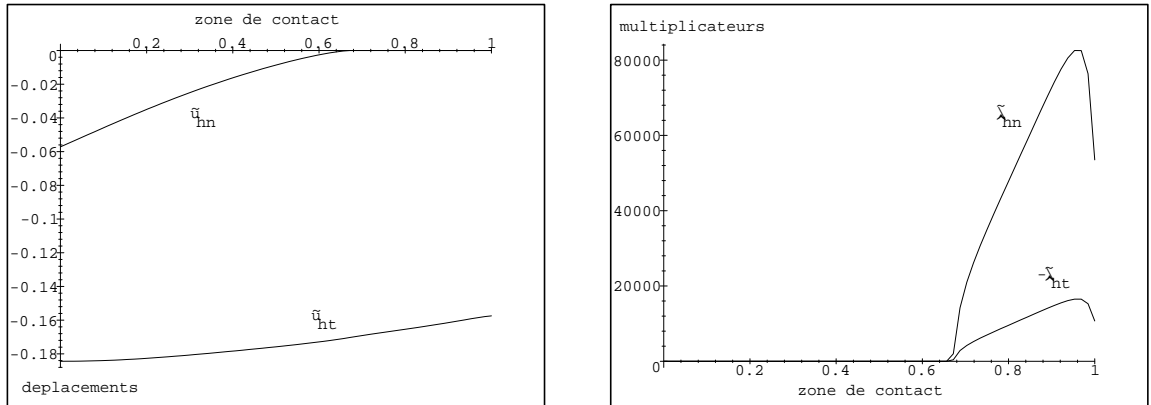 zone de contact
0.2 0.4 0.6 0.8 1
0
-0.02
-0.04
-0.06
-0.08
-0.1
-0.12
-0.14
-0.16
-0.18
ũhn
ũht
deplacements
multiplicateurs
80000
60000
40000
20000
0
0.2 0.4 0.6 0.8 1
zone de contact
λ̃hn
-λ̃ht